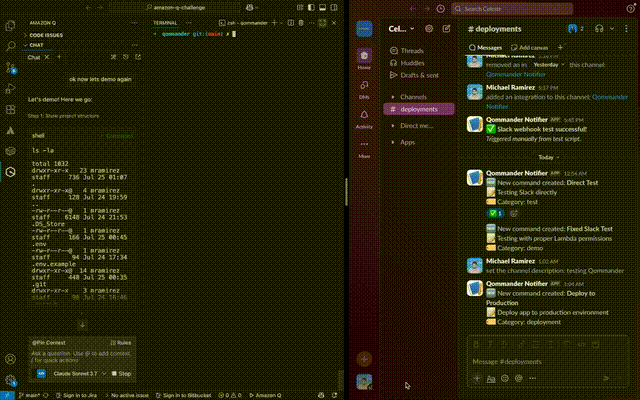 amazon-q-challenge
AMAZON Q
CODE ISSUES
CHAT
Chat
ok now lets demo again
Let's demo! Here we go:
Step 1: Show project structure
shell
ls -la
total 1032
drwxr-xr-x   23 mramirez
staff     736 Jul 25 01:07
.
drwxr-xr-x@   4 mramirez
staff     128 Jul 24 19:59
..
-rw-r--r--@   1 mramirez
staff    6148 Jul 24 21:53
.DS_Store
-rw-r--r--@   1 mramirez
staff     166 Jul 25 00:45
.env
-rw-r--r--@   1 mramirez
staff      94 Jul 24 17:34
.env.example
drwxr-xr-x@  14 mramirez
staff     448 Jul 25 00:35
.git
drwxr-xr-x    3 mramirez
staff      96 Jul 24 16:46
@Pin Context
Rules
Ask a question. Use @ to add context,
/ for quick actions
Claude Sonnet 3.7
Stop
main*
Sign in to Jira
No active issue
Sign in to Bitbucket
0
0
Amazon Q
TERMINAL
zsh - qommander
qommander git:(main) ✗
Search Celestr
Cel...
Home
DMs
Activity
More
Threads
Huddles
Drafts & sent
Channels
# deployments
Direct me...
Apps
# deployments
2
Messages
Add canvas
removed an
Yesterday
this channel:
Qommander Notifier
Michael Ramirez 5:17 PM
added an integration to this channel: Qommander
Notifier
Qommander Notifier APP 5:45 PM
Slack webhook test successful!
Triggered manually from test script.
Today
Qommander Notifier APP 12:54 AM
New command created: Direct Test
Testing Slack directly
Category: test
1
New command created: Fixed Slack Test
Testing with proper Lambda permissions
Category: demo
Michael Ramirez 1:02 AM
set the channel description: testing Qommander
Qommander Notifier APP 1:04 AM
New command created: Deploy to
Production
Deploy app to production environment
Category: deployment
Message #deployments
Aa